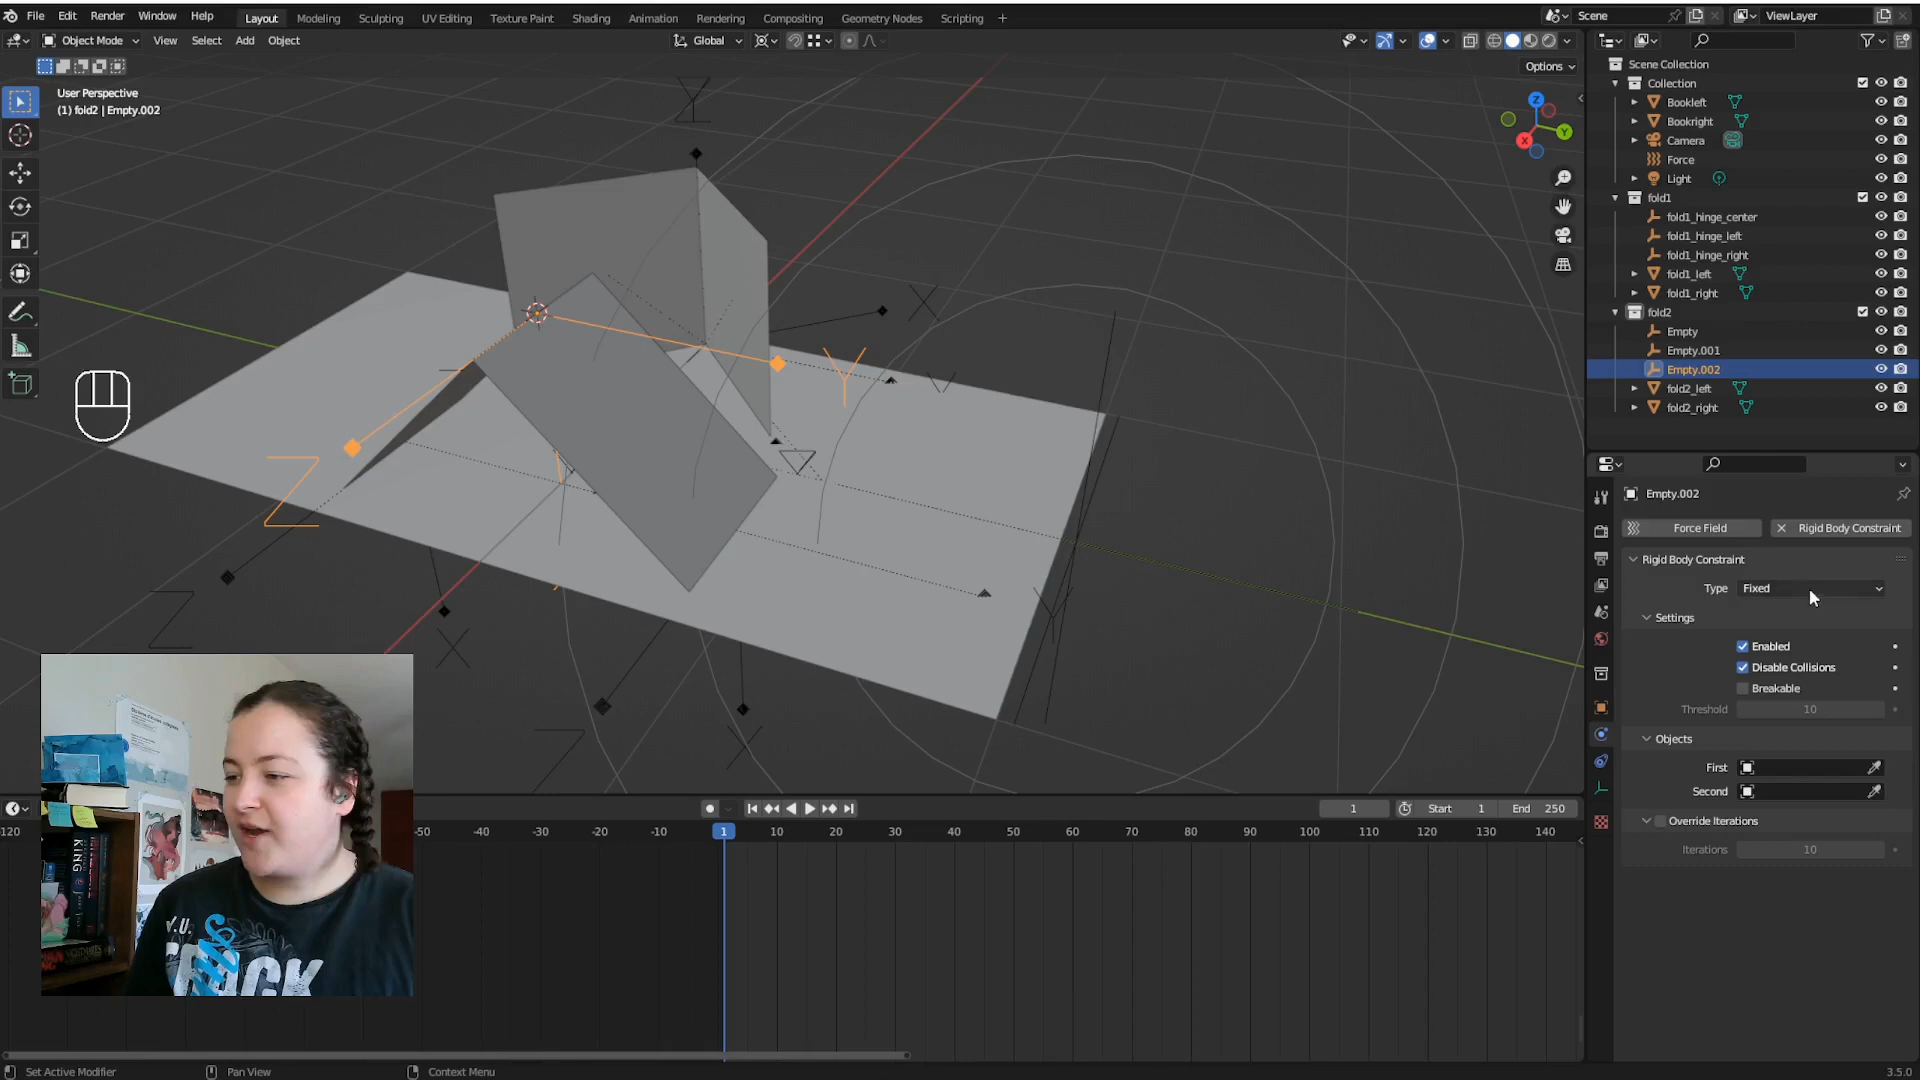 File Edit Render Window Help Layout Modeling Sculpting UV Editing Texture Paint Shading Animation Rendering Compositing Geometry Nodes Scripting + Scene ViewLayer
Object Mode View Select Add Object Global
Options
User Perspective
(1) fold2 | Empty.002
Z
Y
X
Scene Collection
Collection
Bookleft
Bookright
Camera
Force
Light
fold1
fold1_hinge_center
fold1_hinge_left
fold1_hinge_right
fold1_left
fold1_right
fold2
Empty
Empty.001
Empty.002
fold2_left
fold2_right
X
Y
Z
Y
Z
X
Z
Empty.002
Force Field
Rigid Body Constraint
Rigid Body Constraint
Type Fixed
Settings
Enabled
Disable Collisions
Breakable
Threshold 10
Objects
First
Second
Override Iterations
Iterations 10
1 Start 1 End 250
-120 -50 -40 -30 -20 -10 1 10 20 30 40 50 60 70 80 90 100 110 120 130 140
KING
V.U.
Set Active Modifier Pan View Context Menu 3.5.0